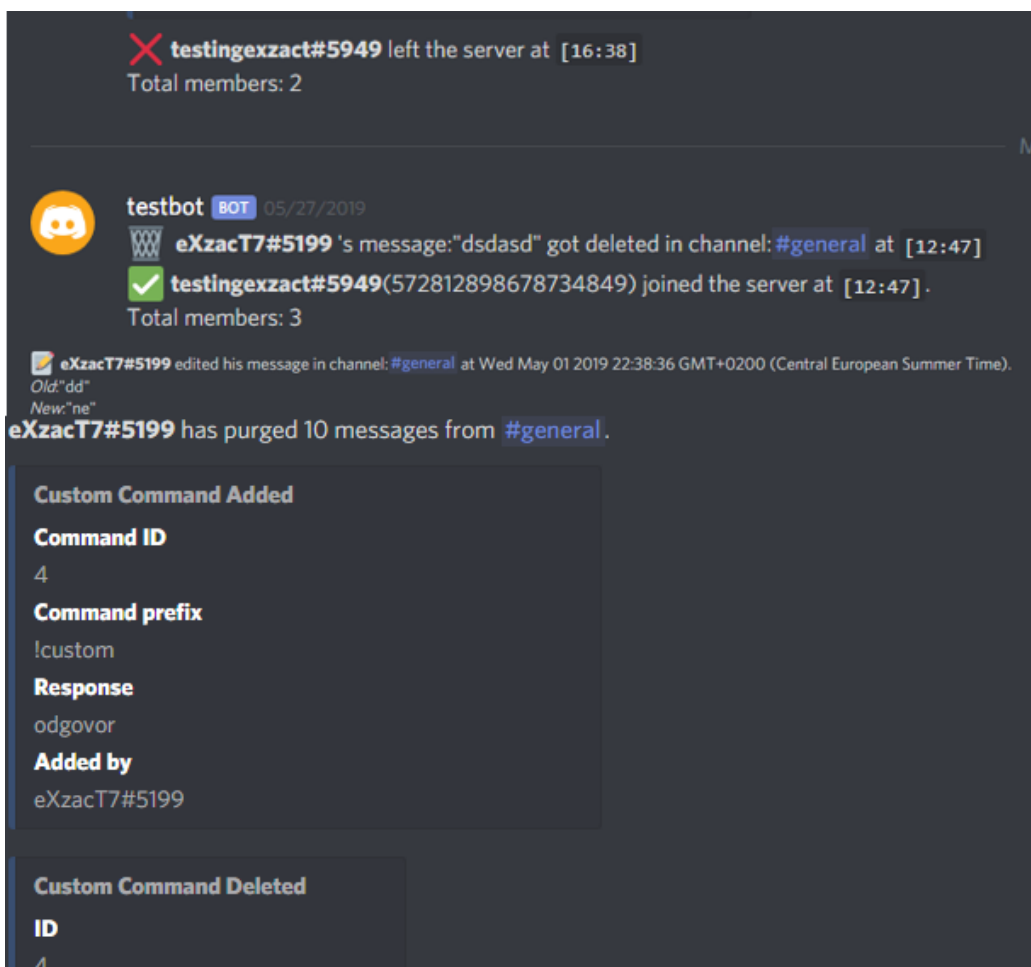 testingexzact#5949 left the server at [16:38]
Total members: 2
testbot BOT 05/27/2019
eXzacT7#5199 's message:"dsdasd" got deleted in channel: #general at [12:47]
testingexzact#5949(572812898678734849) joined the server at [12:47].
Total members: 3
eXzacT7#5199 edited his message in channel: #general at Wed May 01 2019 22:38:36 GMT+0200 (Central European Summer Time).
Old:"dd"
New:"ne"
eXzacT7#5199 has purged 10 messages from #general.
Custom Command Added
Command ID
4
Command prefix
!custom
Response
odgovor
Added by
eXzacT7#5199
Custom Command Deleted
ID
4